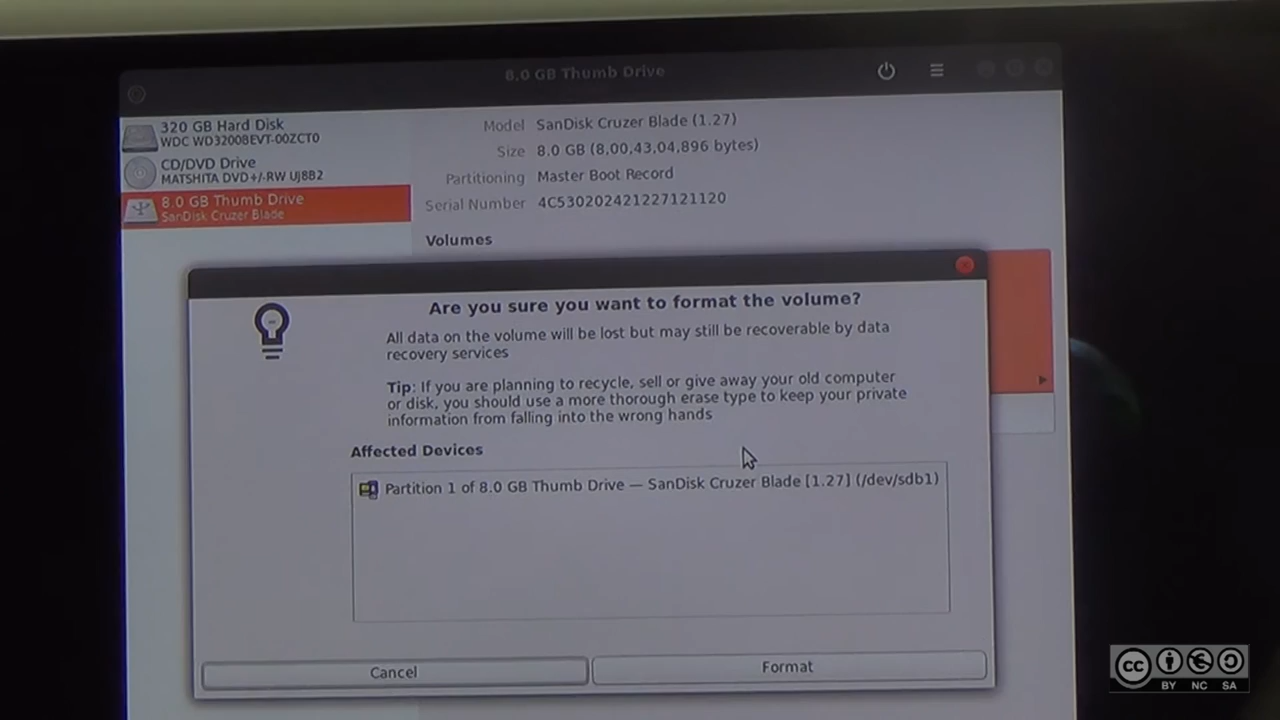 8.0 GB Thumb Drive
320 GB Hard Disk
WDC WD3200BEVT-00ZCT0
CD/DVD Drive
MATSHITA DVD+/-RW UJ8B2
8.0 GB Thumb Drive
SanDisk Cruzer Blade
Model SanDisk Cruzer Blade (1.27)
Size 8.0 GB (8,00,43,04,896 bytes)
Partitioning Master Boot Record
Serial Number 4C530202421227121120
Volumes
Are you sure you want to format the volume?
All data on the volume will be lost but may still be recoverable by data
recovery services
Tip: If you are planning to recycle, sell or give away your old computer
or disk, you should use a more thorough erase type to keep your private
information from falling into the wrong hands
Affected Devices
Partition 1 of 8.0 GB Thumb Drive — SanDisk Cruzer Blade [1.27] (/dev/sdb1)
Cancel
Format
cc
BY NC SA